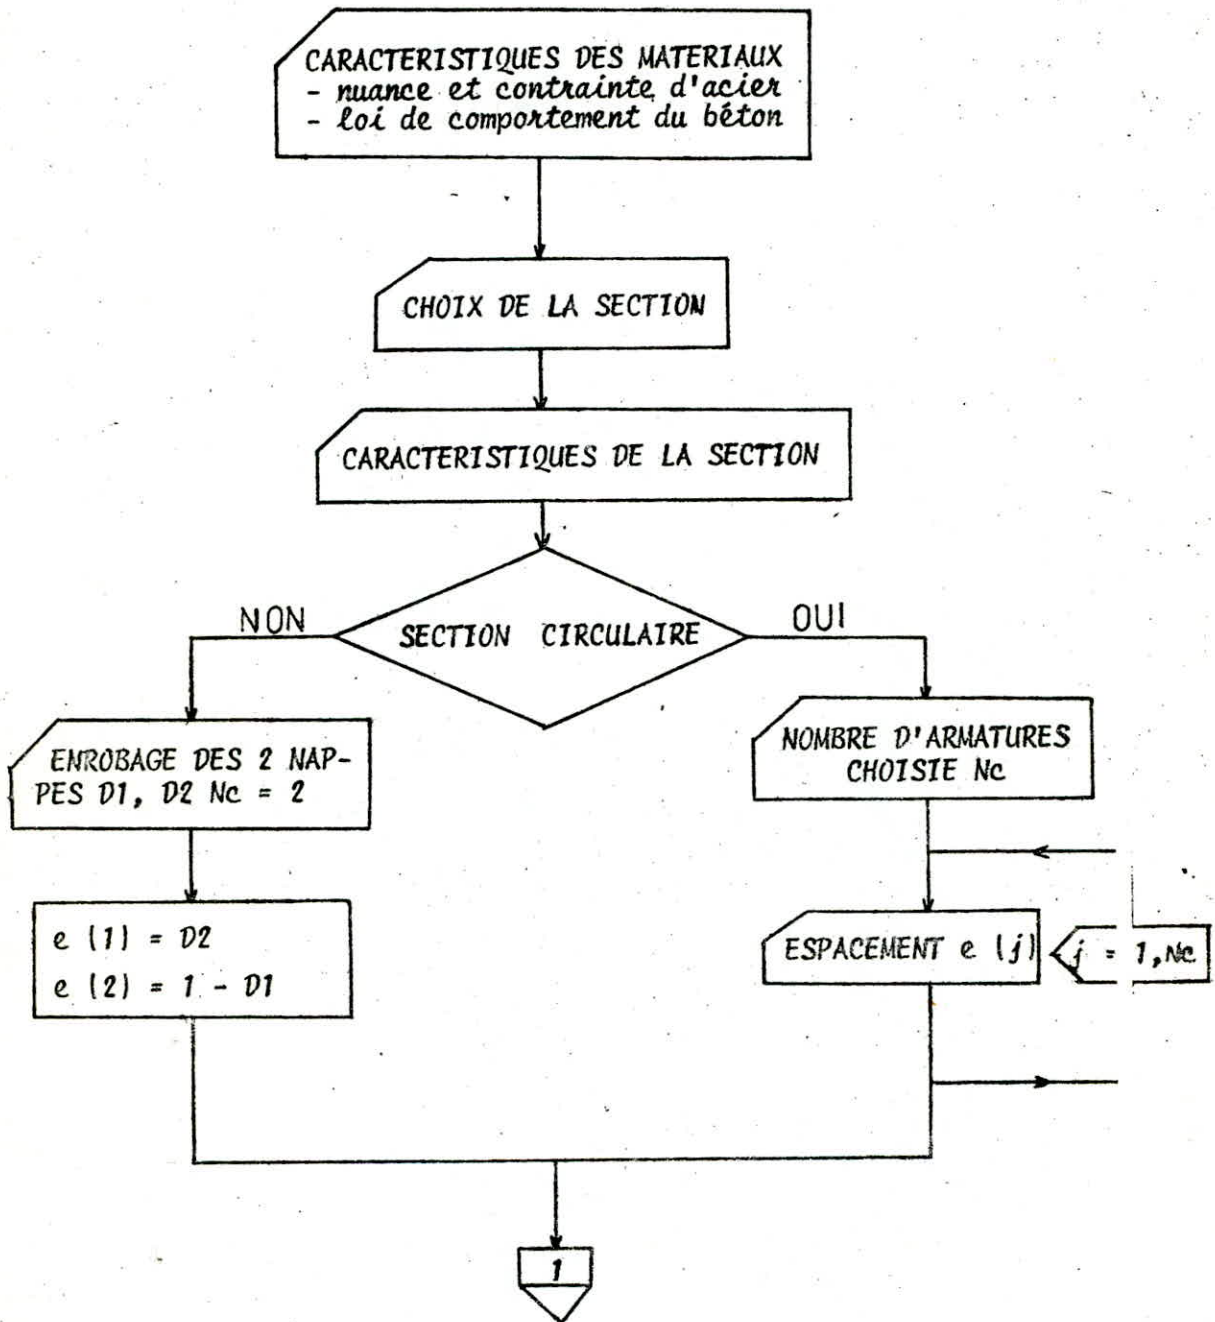 CARACTERISTIQUES DES MATERIAUX
- nuance et contrainte d'acier
- loi de comportement du béton
CHOIX DE LA SECTION
CARACTERISTIQUES DE LA SECTION
NON
SECTION CIRCULAIRE
OUI
ENROBAGE DES 2 NAP-
PES D1, D2 Nc = 2
NOMBRE D'ARMATURES
CHOISIE Nc
e (1) = D2
e (2) = 1 - D1
ESPACEMENT e (j)
j = 1, Nc
1